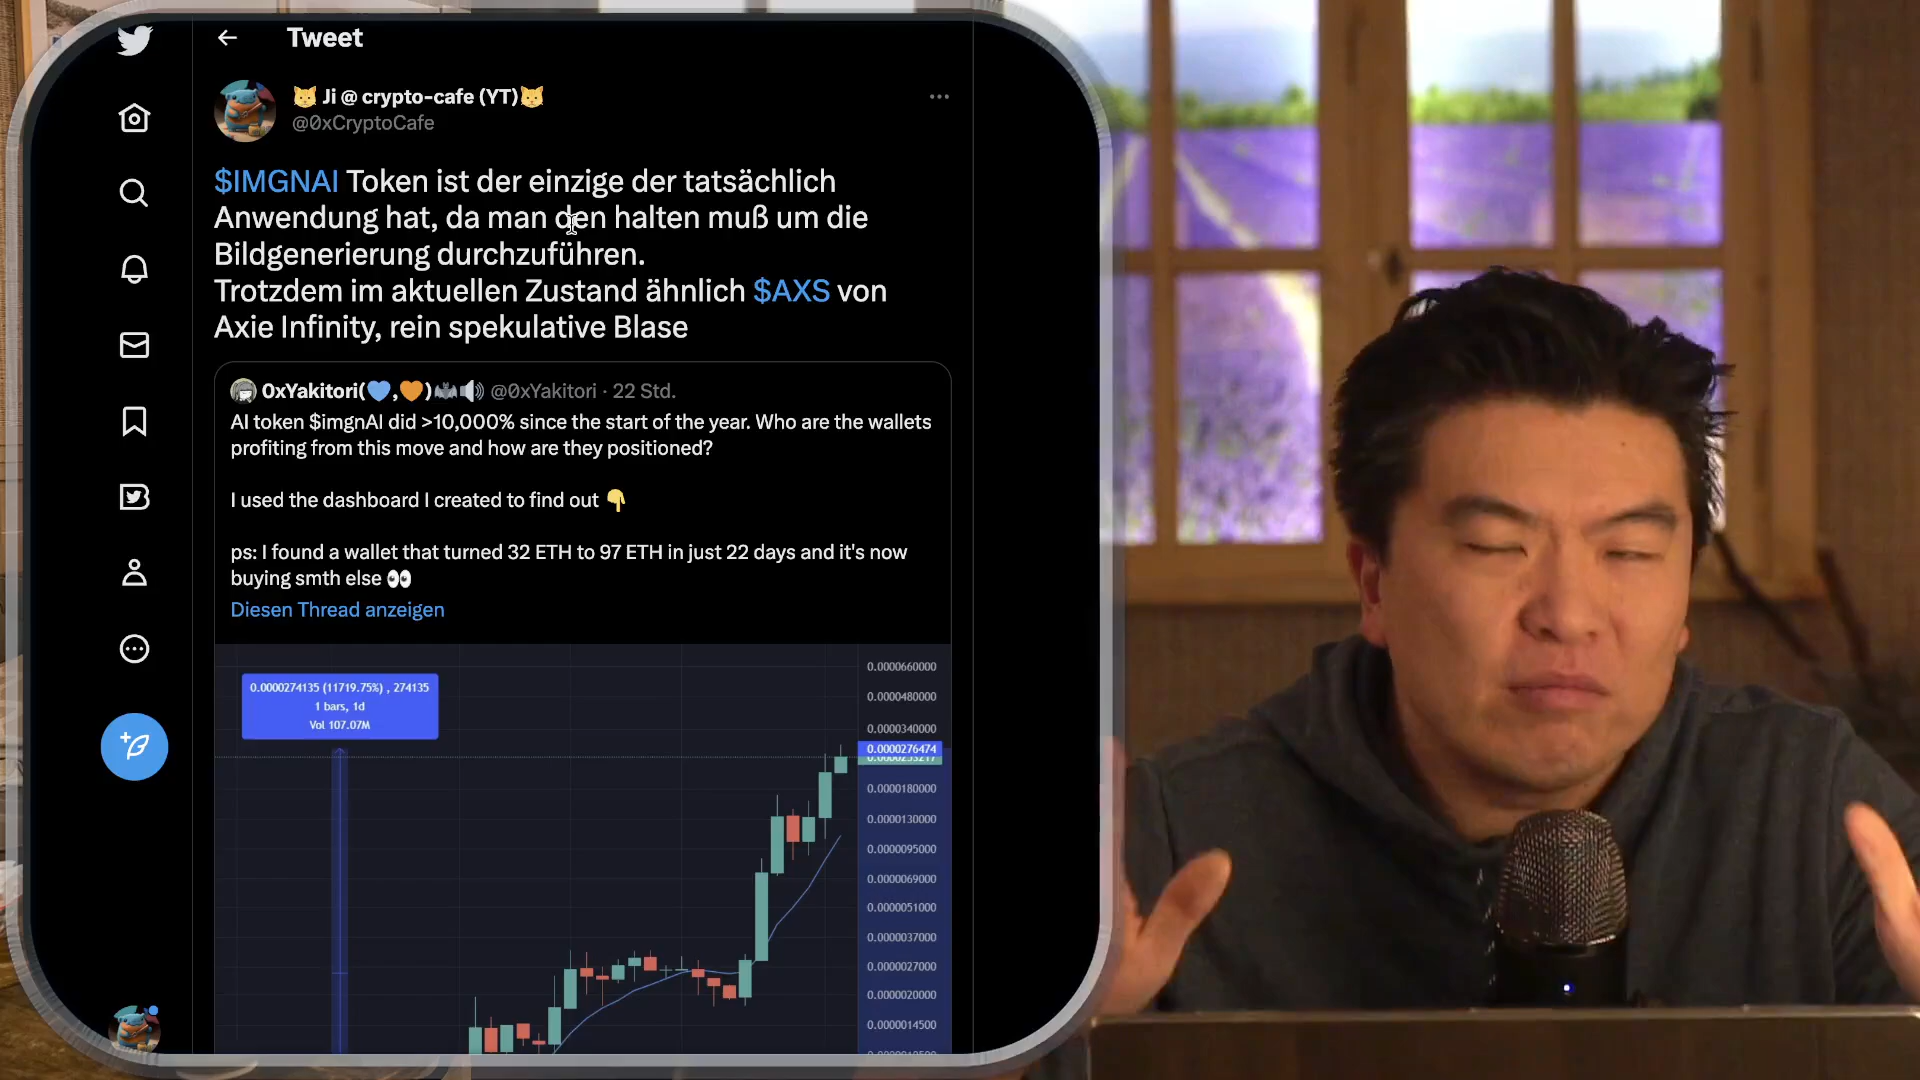 Tweet
🐱 Ji @ crypto-cafe (YT)🐱
@0xCryptoCafe
$IMGNAI Token ist der einzige der tatsächlich
Anwendung hat, da man den halten muß um die
Bildgenerierung durchzuführen.
Trotzdem im aktuellen Zustand ähnlich $AXS von
Axie Infinity, rein spekulative Blase
0xYakitori(💙,🧡)🦇🔊 @0xYakitori · 22 Std.
AI token $imgnAI did >10,000% since the start of the year. Who are the wallets
profiting from this move and how are they positioned?
I used the dashboard I created to find out 👇
ps: I found a wallet that turned 32 ETH to 97 ETH in just 22 days and it's now
buying smth else 👀
Diesen Thread anzeigen
0.0000274135 (11719.75%) , 274135
1 bars, 1d
Vol 107.07M
0.0000660000
0.0000480000
0.0000340000
0.0000276474
0.0000180000
0.0000130000
0.0000095000
0.0000069000
0.0000051000
0.0000037000
0.0000027000
0.0000020000
0.0000014500